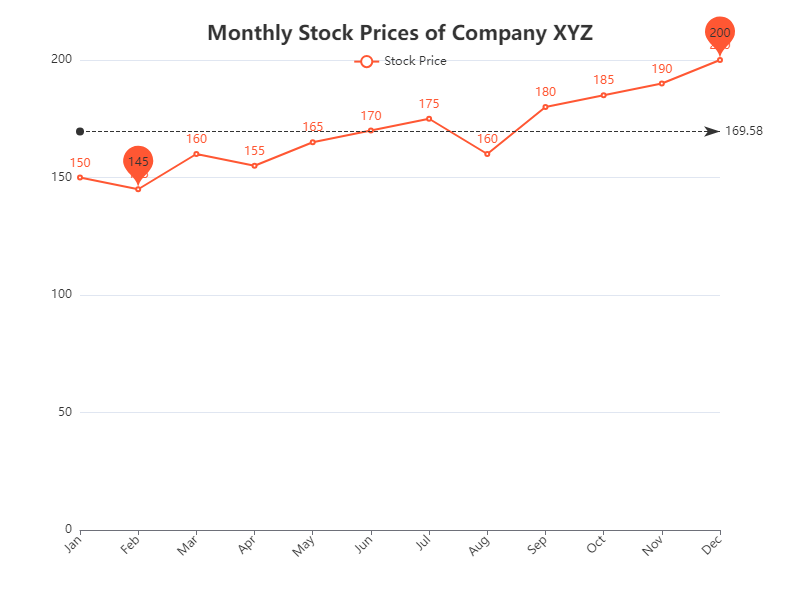 Monthly Stock Prices of Company XYZ
Stock Price
200
150
100
50
0
150
145
160
155
165
170
175
160
180
185
190
200
169.58
Jan
Feb
Mar
Apr
May
Jun
Jul
Aug
Sep
Oct
Nov
Dec